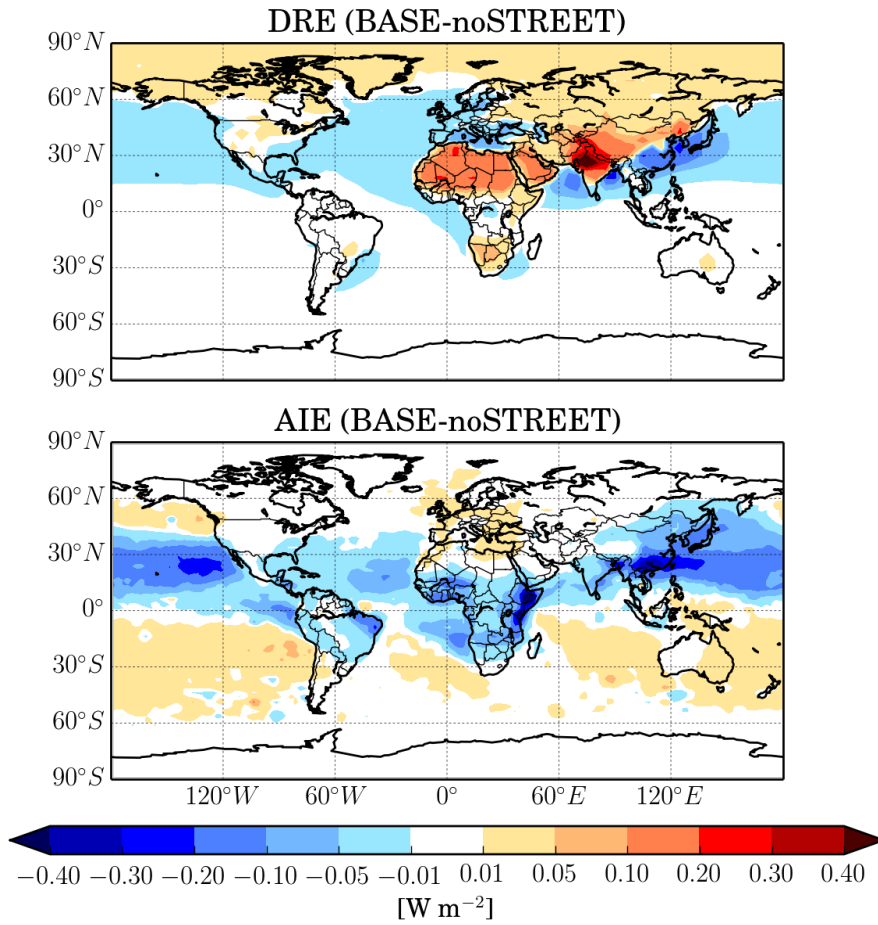 DRE (BASE-noSTREET)
90°N
60°N
30°N
0°
30°S
60°S
90°S
AIE (BASE-noSTREET)
90°N
60°N
30°N
0°
30°S
60°S
90°S
120°W 60°W 0° 60°E 120°E
−0.40 −0.30 −0.20 −0.10 −0.05 −0.01 0.01 0.05 0.10 0.20 0.30 0.40
[W m⁻²]